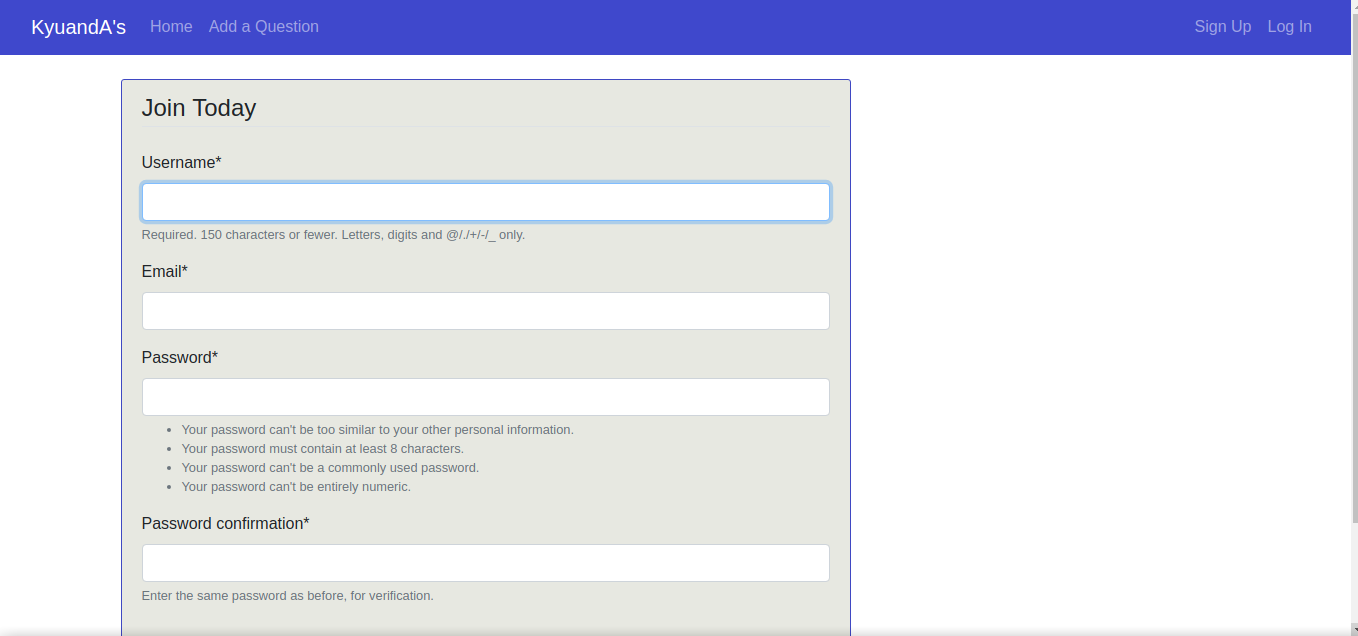 KyuandA's Home Add a Question Sign Up Log In
Join Today
Username*
Required. 150 characters or fewer. Letters, digits and @/./+/-/_ only.
Email*
Password*
• Your password can't be too similar to your other personal information.
• Your password must contain at least 8 characters.
• Your password can't be a commonly used password.
• Your password can't be entirely numeric.
Password confirmation*
Enter the same password as before, for verification.